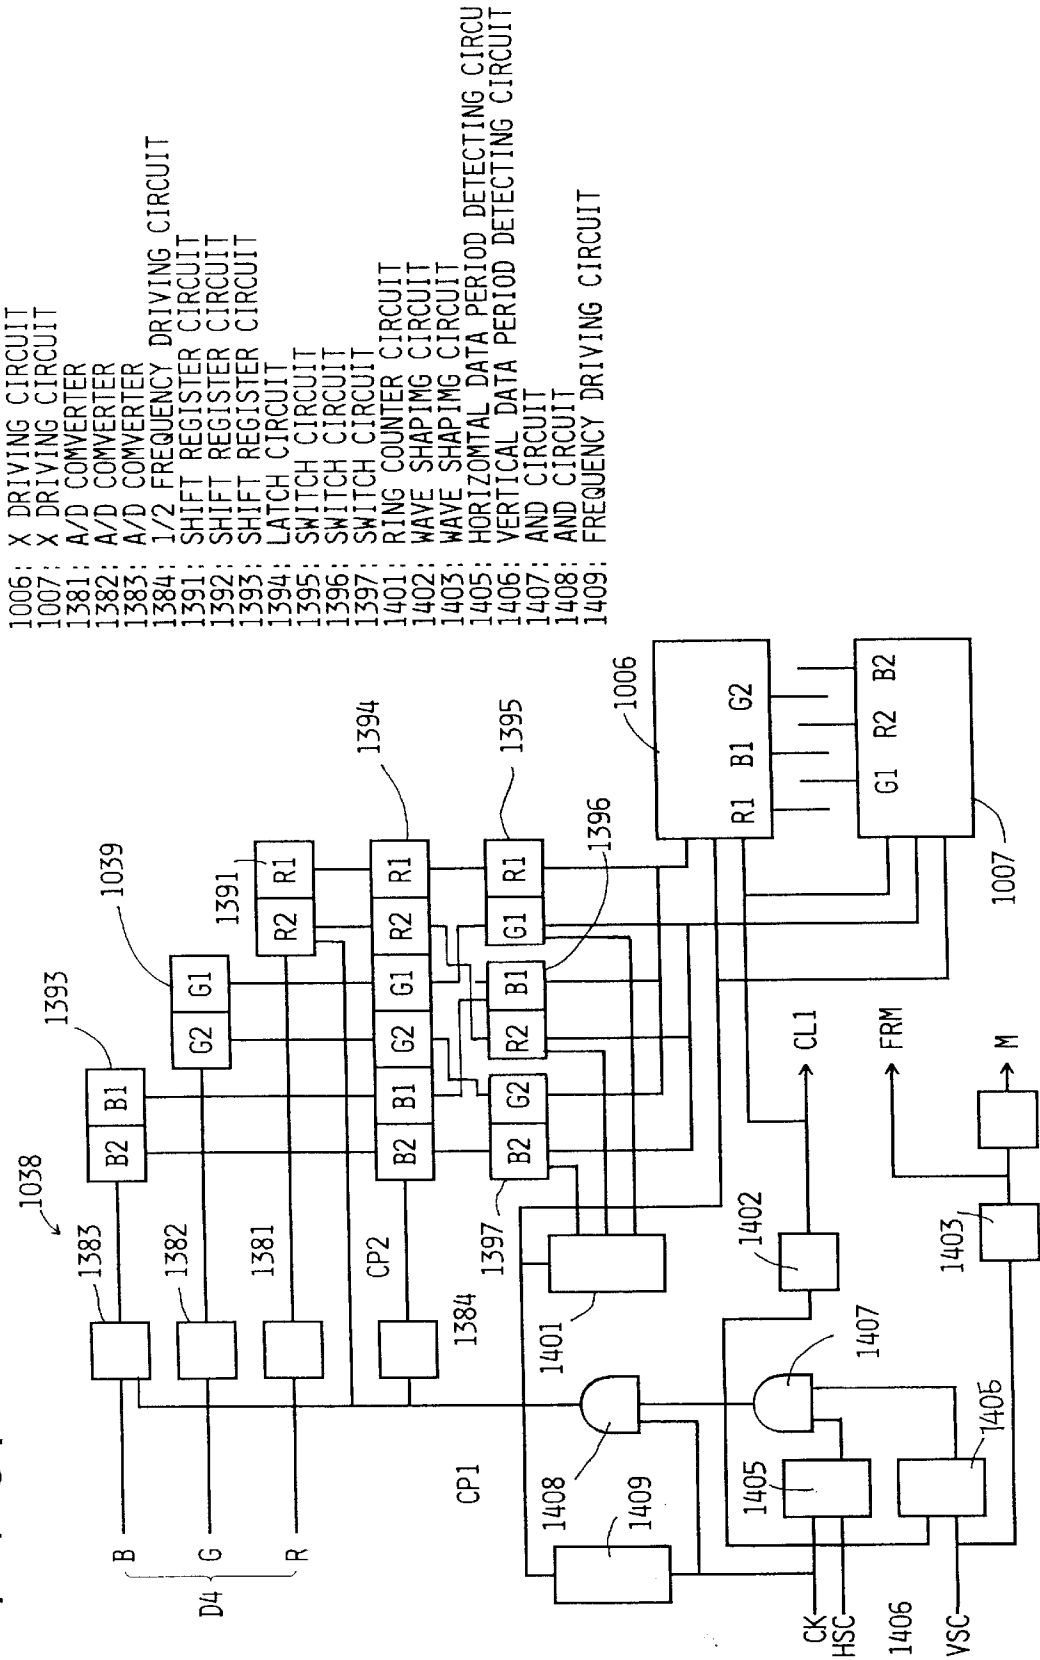 1006: X DRIVING CIRCUIT
1007: X DRIVING CIRCUIT
1381: A/D COMVERTER
1382: A/D COMVERTER
1383: A/D COMVERTER
1384: 1/2 FREQUENCY DRIVING CIRCUIT
1391: SHIFT REGISTER CIRCUIT
1392: SHIFT REGISTER CIRCUIT
1393: SHIFT REGISTER CIRCUIT
1394: LATCH CIRCUIT
1395: SWITCH CIRCUIT
1396: SWITCH CIRCUIT
1397: SWITCH CIRCUIT
1401: RING COUNTER CIRCUIT
1402: WAVE SHAPIMG CIRCUIT
1403: WAVE SHAPIMG CIRCUIT
1405: HORIZOMTAL DATA PERIOD DETECTING CIRCU
1406: VERTICAL DATA PERIOD DETECTING CIRCUIT
1407: AND CIRCUIT
1408: AND CIRCUIT
1409: FREQUENCY DRIVING CIRCUIT
1038
1383
1393
B2 B1
B
1382
1039
G2 G1
G
D4
1381
1391
R2 R1
R
CP2
1384
1394
B2 B1 G2 G1 R2 R1
1397
B2 G2
R2 B1
1396
G1 R1
1395
CP1
1401
1408
1409
1006
R1 B1 G2
G1 R2 B2
1007
1402
1407
1405
CL1
CK
HSC
1406
1406
VSC
FRM
1403
M